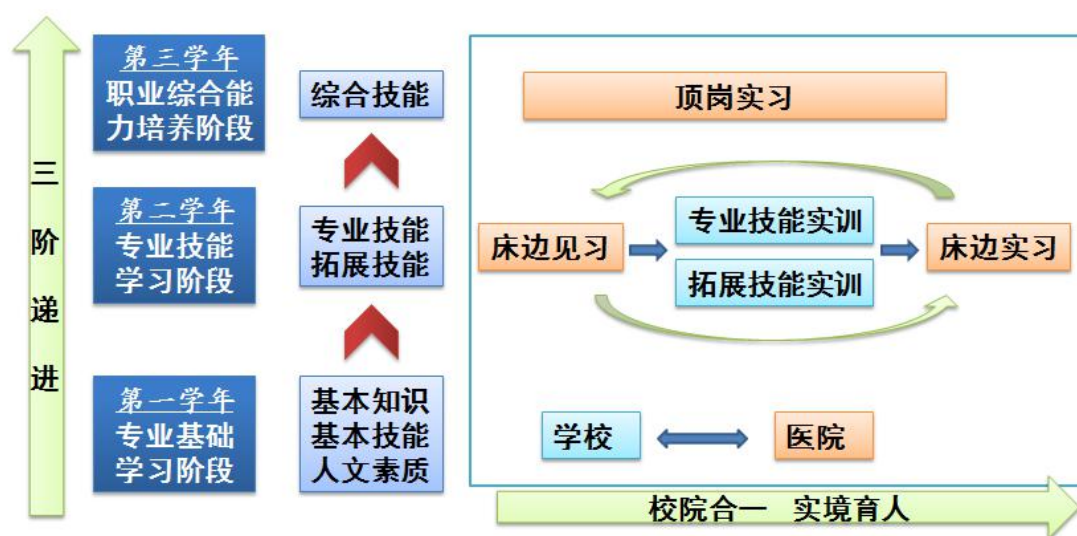 三阶递进
第三学年
职业综合能
力培养阶段
综合技能
顶岗实习
第二学年
专业技能
学习阶段
专业技能
拓展技能
床边见习
专业技能实训
拓展技能实训
床边实习
第一学年
专业基础
学习阶段
基本知识
基本技能
人文素质
学校
医院
校院合一 实境育人